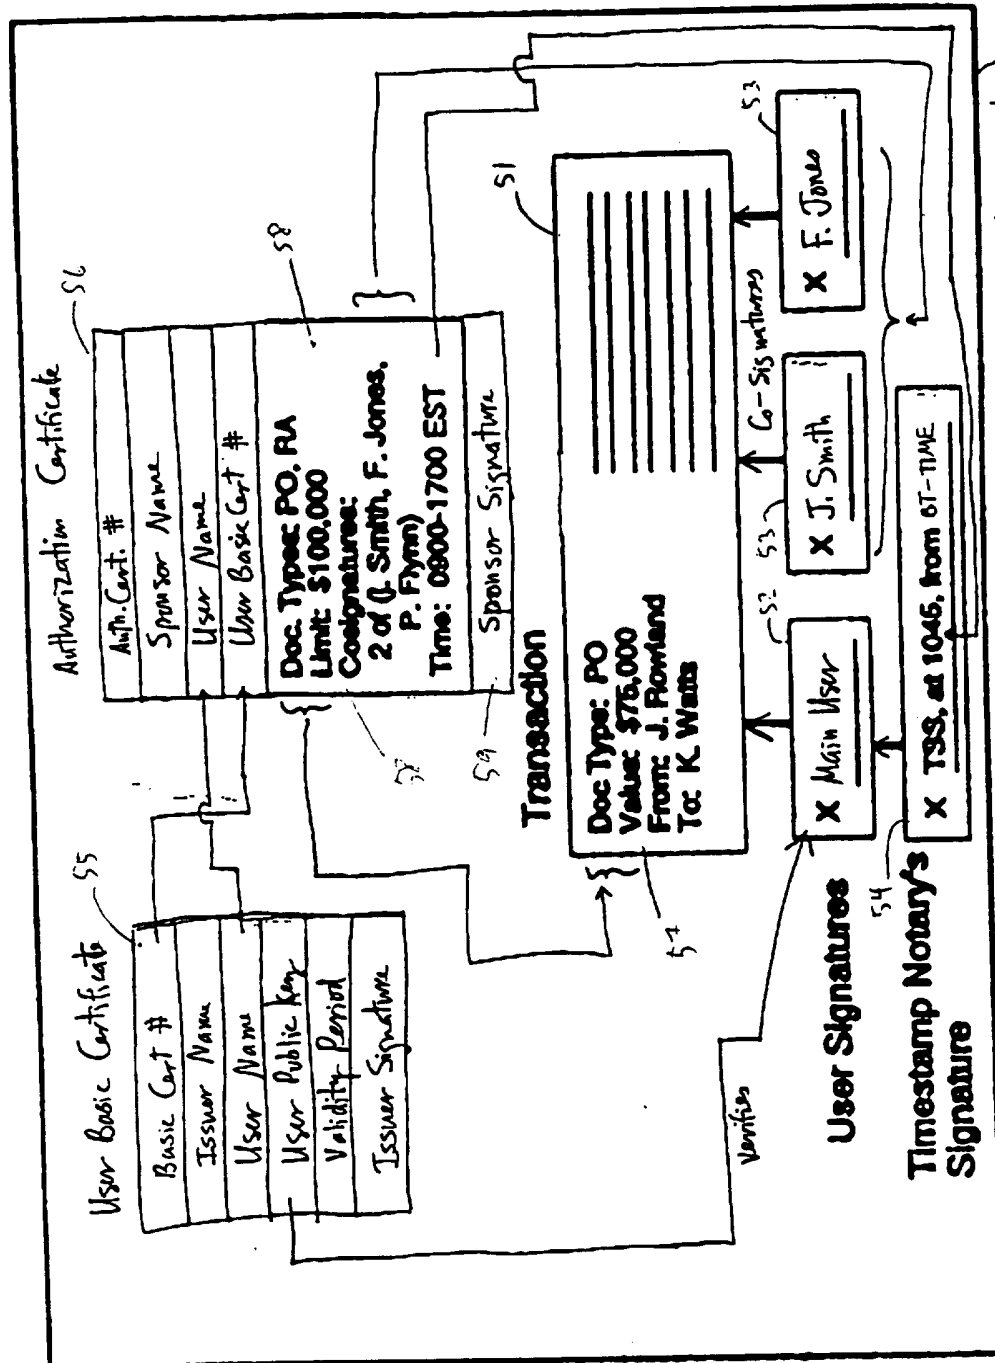 User Basic Certificate
55
Basic Cert #
Issuer Name
User Name
User Public Key
Validity Period
Issuer Signature
Authorization Certificate
56
Auth. Cert. #
Sponsor Name
User Name
User Basic Cert #
Doc. Types: PO, RA
Limit: $100,000
Cosignatures:
2 of (J. Smith, F. Jones,
P. Flynn)
Time: 0900-1700 EST
58
58
Sponsor Signature
59
Transaction
51
Doc Type: PO
Value: $75,000
From: J. Rowland
To: K. Watts
57
Verifies
Co-Signatures
User Signatures
52
X Main User
53
X J. Smith
53
X F. Jones
Timestamp Notary's
Signature
54
X TSS, at 1045, from BT-TIME